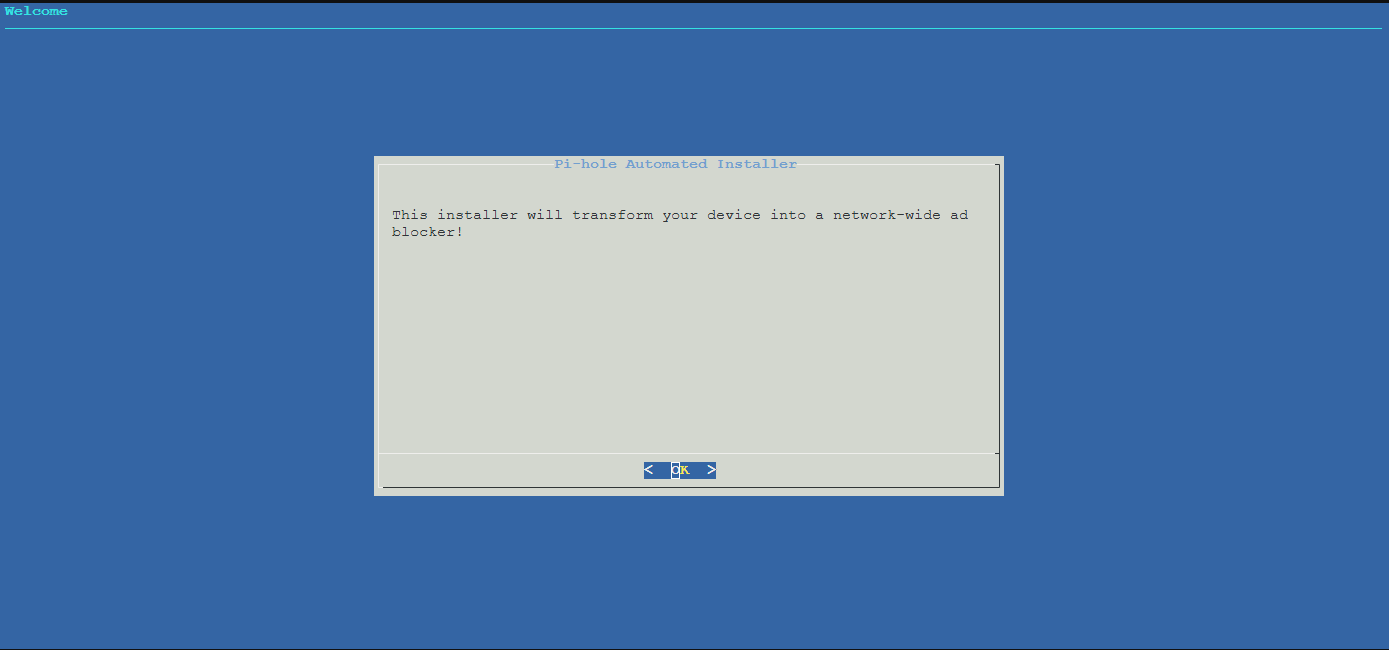 Welcome
Pi-hole Automated Installer
This installer will transform your device into a network-wide ad
blocker!
< OK >